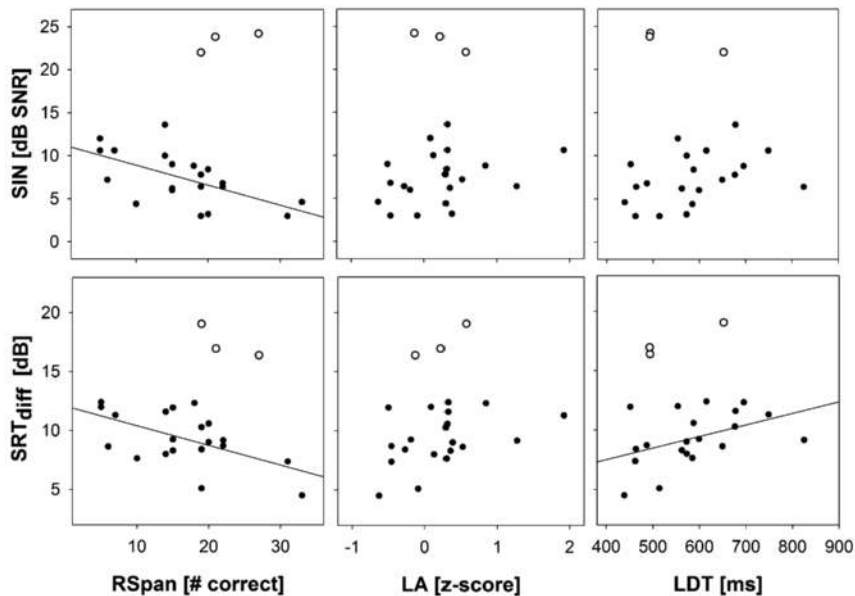 SIN [dB SNR]
25
20
15
10
5
0
SRTdiff [dB]
20
15
10
5
10 20 30
-1 0 1 2
400 500 600 700 800 900
RSpan [# correct]
LA [z-score]
LDT [ms]